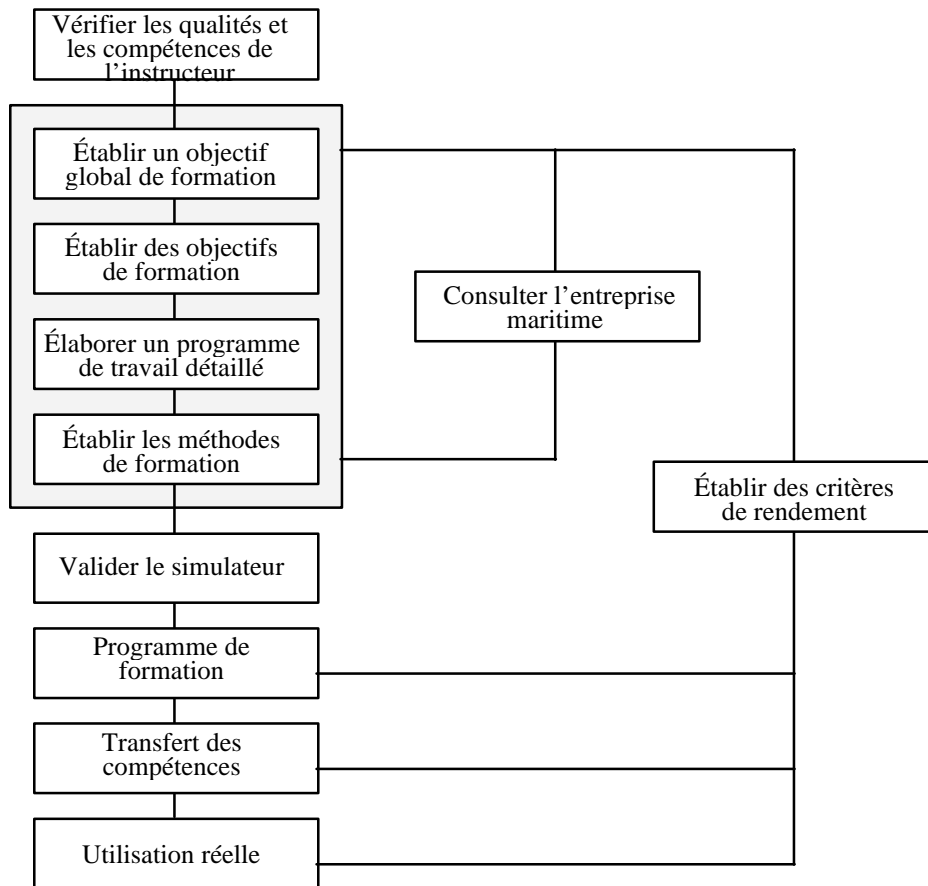 Vérifier les qualités et
les compétences de
l’instructeur
Établir un objectif
global de formation
Établir des objectifs
de formation
Consulter l’entreprise
maritime
Élaborer un programme
de travail détaillé
Établir les méthodes
de formation
Établir des critères
de rendement
Valider le simulateur
Programme de
formation
Transfert des
compétences
Utilisation réelle